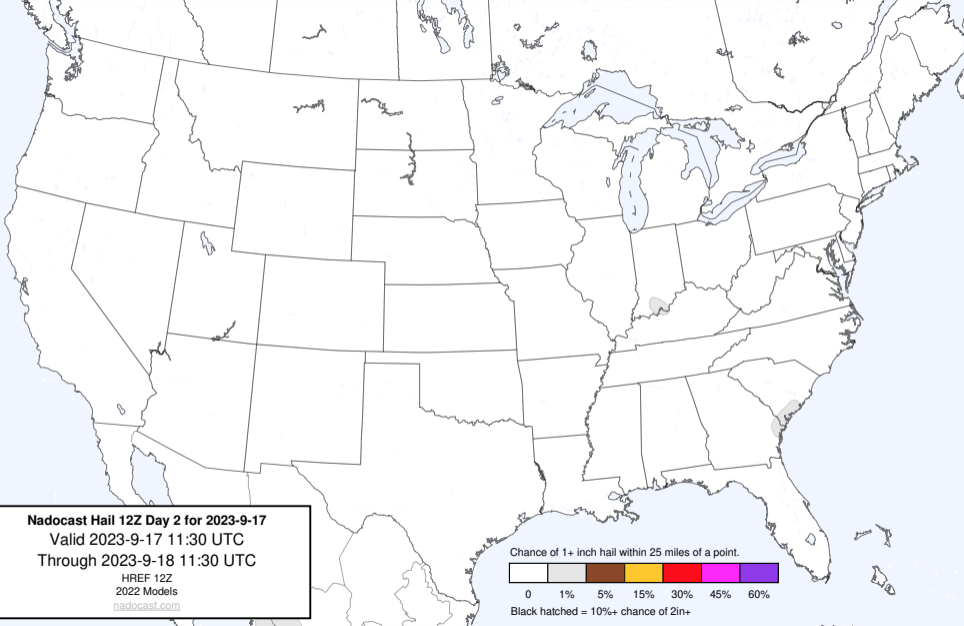 Nadocast Hail 12Z Day 2 for 2023-9-17
Valid 2023-9-17 11:30 UTC
Through 2023-9-18 11:30 UTC
HREF 12Z
2022 Models
nadocast.com
Chance of 1+ inch hail within 25 miles of a point.
0 1% 5% 15% 30% 45% 60%
Black hatched = 10%+ chance of 2in+